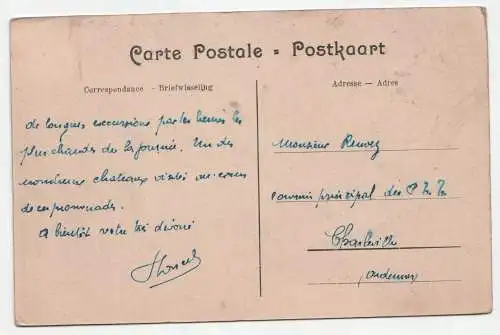 Carte Postale - Postkaart
Correspondance - Briefwisseling
Adresse — Adres
de longues excursions par les heures les
plus chaudes de la journée. Un des
nombreux chateaux visités au cours
de ces promenades.
A bientôt votre très dévoué
Monsieur Renvez
commis principal des P.T.T.
Charleville
Ardennes